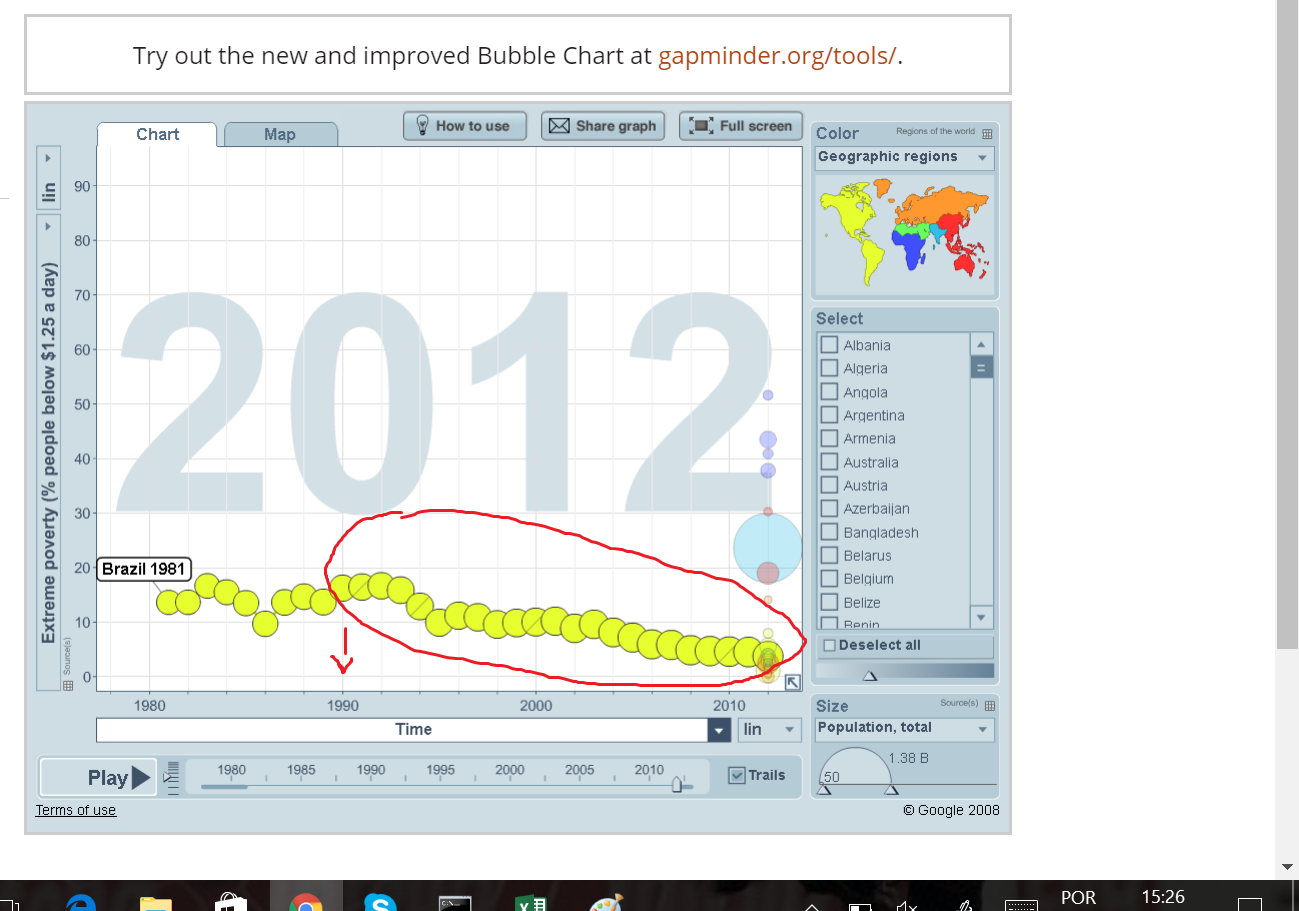 Try out the new and improved Bubble Chart at gapminder.org/tools/.
Chart
Map
How to use
Share graph
Full screen
Color
Regions of the world
Geographic regions
lin
Extreme poverty (% people below $1.25 a day)
Source(s)
90
80
70
60
50
40
30
20
10
0
2012
Brazil 1981
1980
1990
2000
2010
Time
lin
Select
Albania
Algeria
Angola
Argentina
Armenia
Australia
Austria
Azerbaijan
Bangladesh
Belarus
Belgium
Belize
Benin
Deselect all
Size
Source(s)
Population, total
1.38 B
50
Play
1980
1985
1990
1995
2000
2005
2010
Trails
Terms of use
© Google 2008
POR
15:26